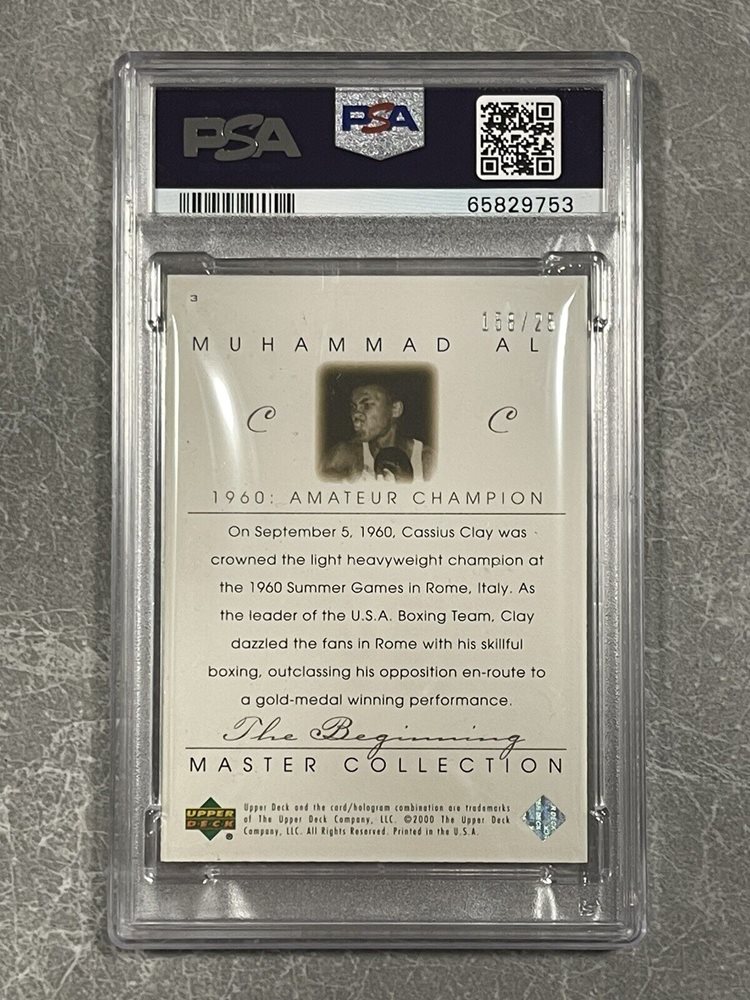 PSA
PSA
65829753
3
168/25
MUHAMMAD AL
C
C
1960: AMATEUR CHAMPION
On September 5, 1960, Cassius Clay was
crowned the light heavyweight champion at
the 1960 Summer Games in Rome, Italy. As
the leader of the U.S.A. Boxing Team, Clay
dazzled the fans in Rome with his skillful
boxing, outclassing his opposition en-route to
a gold-medal winning performance.
The Beginning
MASTER COLLECTION
UPPER
DECK
Upper Deck and the card/hologram combination are trademarks
of The Upper Deck Company, LLC. ©2000 The Upper Deck
Company, LLC. All Rights Reserved. Printed in the U.S.A.